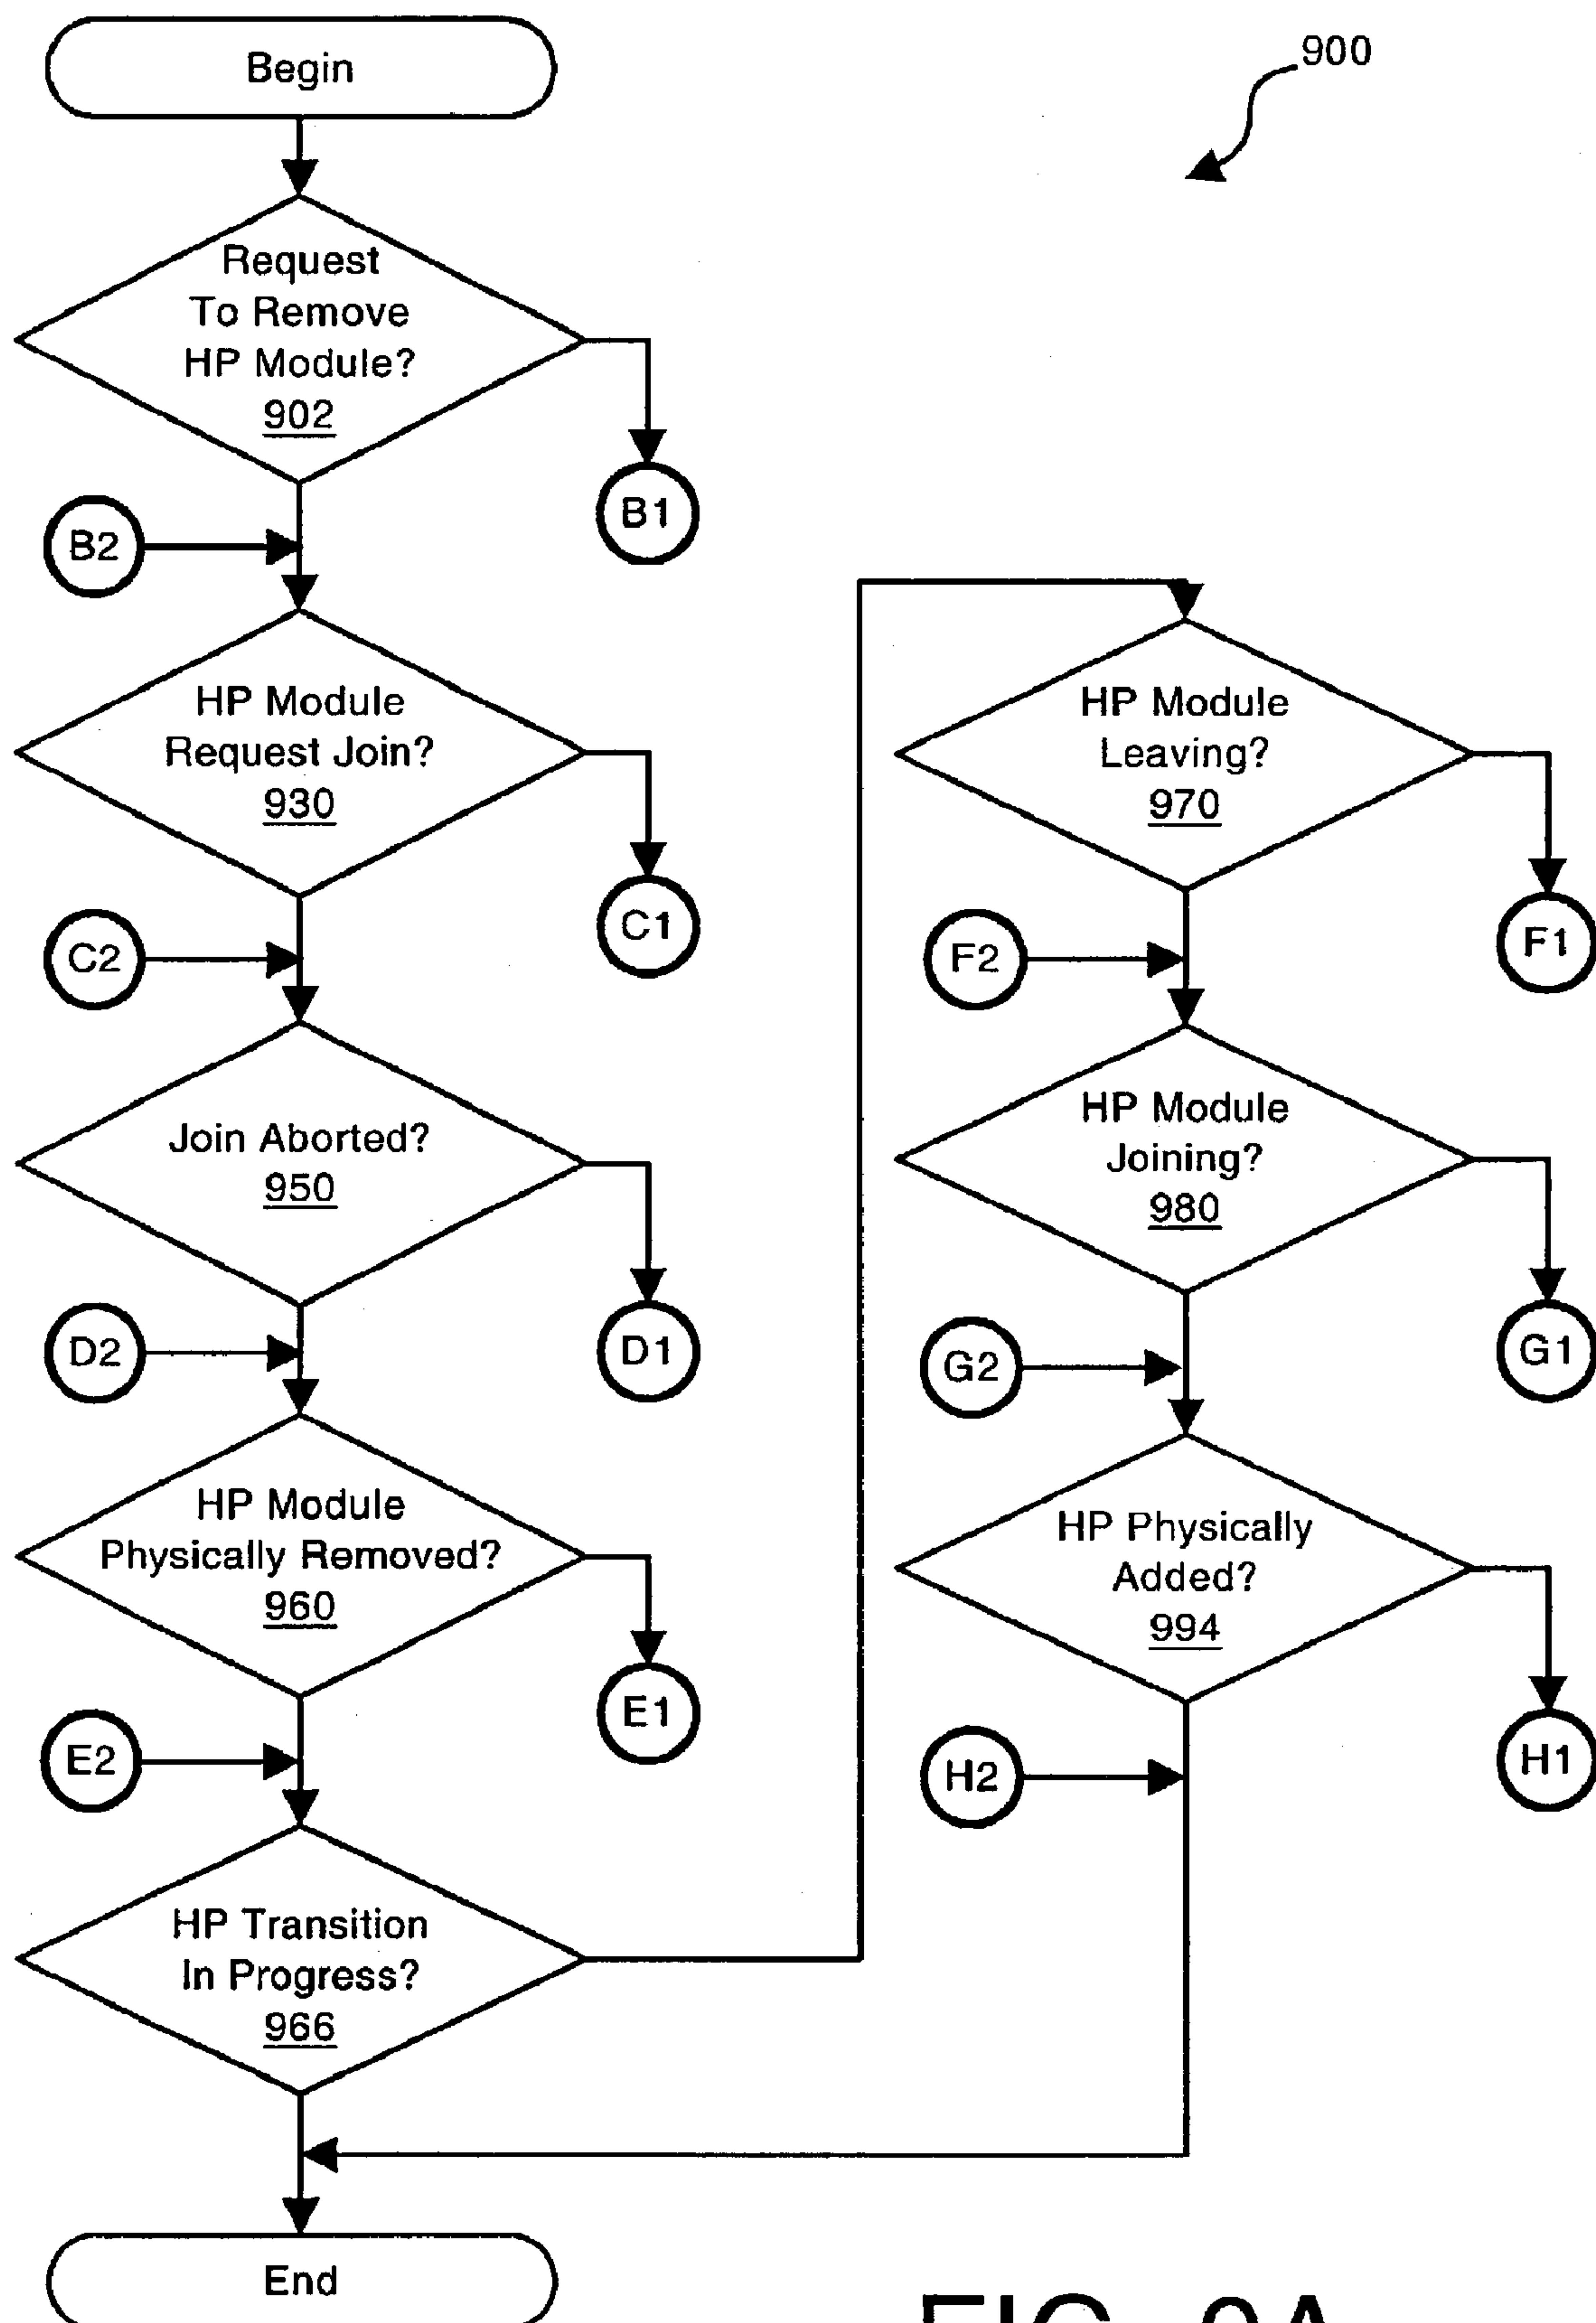 Begin
900
Request
To Remove
HP Module?
902
B1
B2
HP Module
Request Join?
930
C1
C2
Join Aborted?
950
D1
D2
HP Module
Physically Removed?
960
E1
E2
HP Transition
In Progress?
966
HP Module
Leaving?
970
F1
F2
HP Module
Joining?
980
G1
G2
HP Physically
Added?
994
H1
H2
End
FIG. 9A